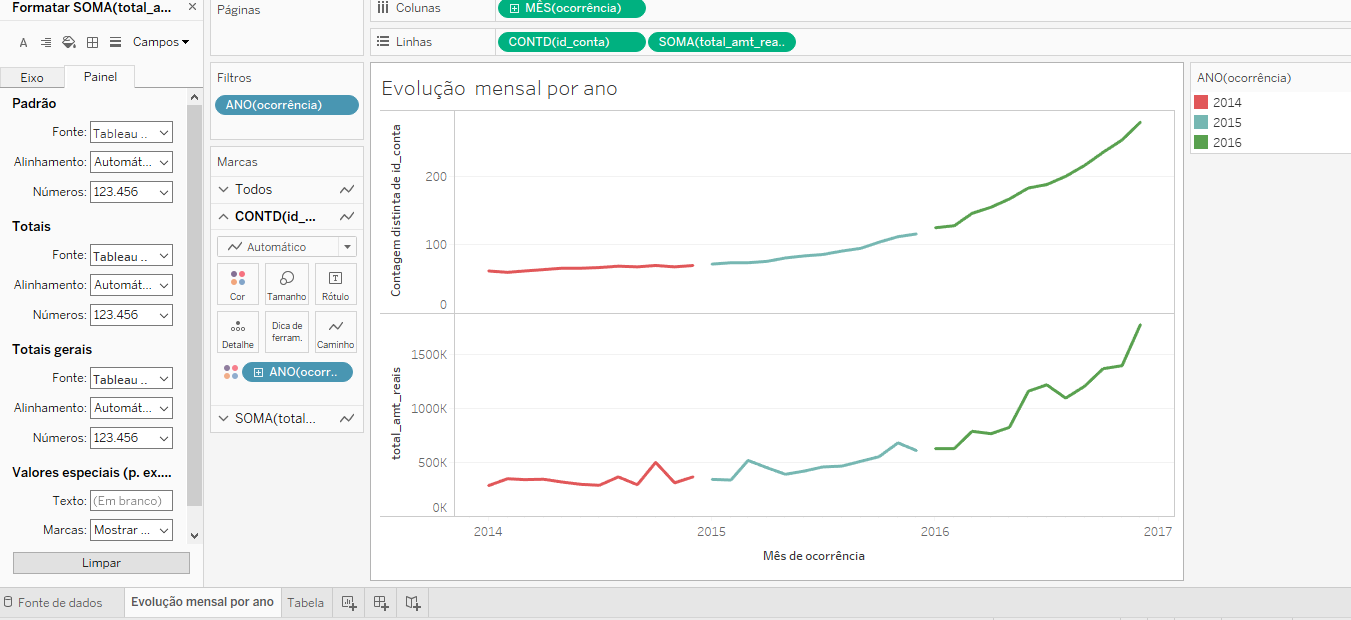 Formatar SOMA(total_a... ×
A Campos
Eixo Painel
Padrão
Fonte: Tableau ..
Alinhamento: Automát...
Números: 123.456
Totais
Fonte: Tableau ..
Alinhamento: Automát...
Números: 123.456
Totais gerais
Fonte: Tableau ..
Alinhamento: Automát...
Números: 123.456
Valores especiais (p. ex....
Texto: (Em branco)
Marcas: Mostrar ...
Limpar
Páginas
Filtros
ANO(ocorrência)
Marcas
Todos
CONTD(id_...
Automático
Cor Tamanho Rótulo
Detalhe Dica de ferram. Caminho
ANO(ocorr..
SOMA(total...
Colunas MÊS(ocorrência)
Linhas CONTD(id_conta) SOMA(total_amt_rea..
Evolução mensal por ano
Contagem distinta de id_conta
200
100
0
total_amt_reais
1500K
1000K
500K
0K
2014 2015 2016 2017
Mês de ocorrência
ANO(ocorrência)
2014
2015
2016
Fonte de dados Evolução mensal por ano Tabela